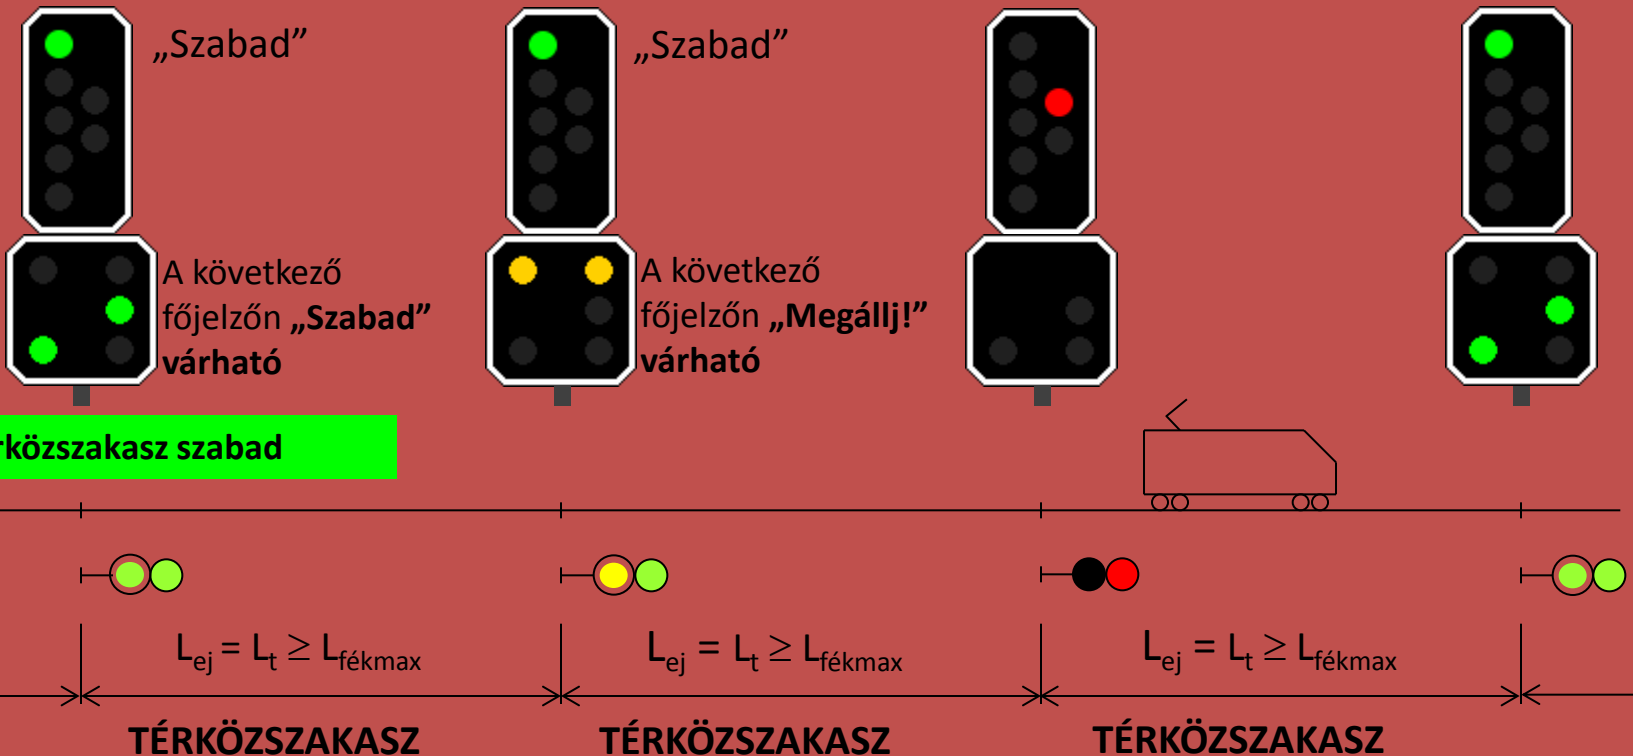 „Szabad”
„Szabad”
A következő
főjelzőn „Szabad”
várható
A következő
főjelzőn „Megállj!”
várható
rközszakasz szabad
Lej = Lt ≥ Lfékmax
Lej = Lt ≥ Lfékmax
Lej = Lt ≥ Lfékmax
TÉRKÖZSZAKASZ
TÉRKÖZSZAKASZ
TÉRKÖZSZAKASZ